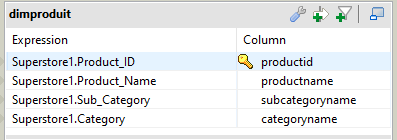 dimproduit
Expression Column
Superstore1.Product_ID productid
Superstore1.Product_Name productname
Superstore1.Sub_Category subcategoryname
Superstore1.Category categoryname